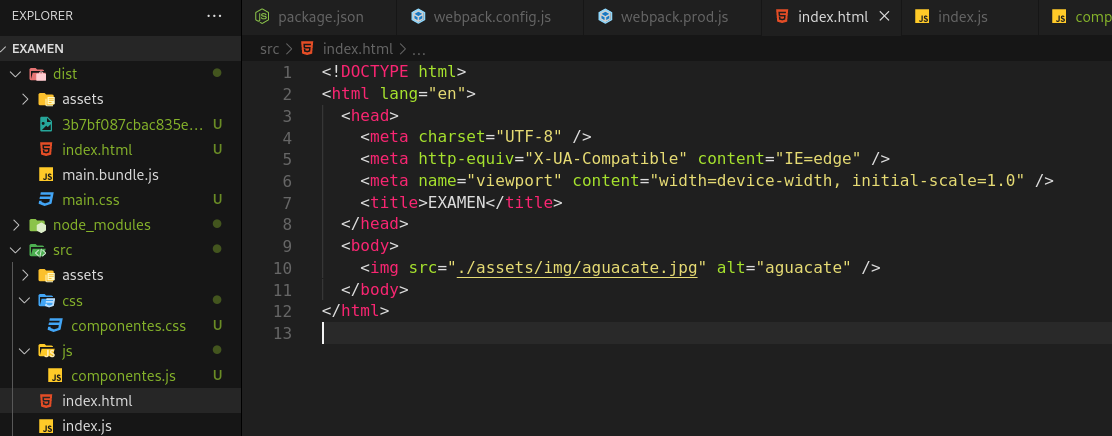 EXPLORER ...
package.json webpack.config.js webpack.prod.js index.html index.js comp
EXAMEN
src > index.html > ...
dist
assets
3b7bf087cbac835e... U
index.html U
main.bundle.js
main.css U
node_modules
src
assets
css
componentes.css U
js
componentes.js U
index.html
index.js
1 <!DOCTYPE html>
2 <html lang="en">
3 <head>
4 <meta charset="UTF-8" />
5 <meta http-equiv="X-UA-Compatible" content="IE=edge" />
6 <meta name="viewport" content="width=device-width, initial-scale=1.0" />
7 <title>EXAMEN</title>
8 </head>
9 <body>
10 <img src="./assets/img/aguacate.jpg" alt="aguacate" />
11 </body>
12 </html>
13